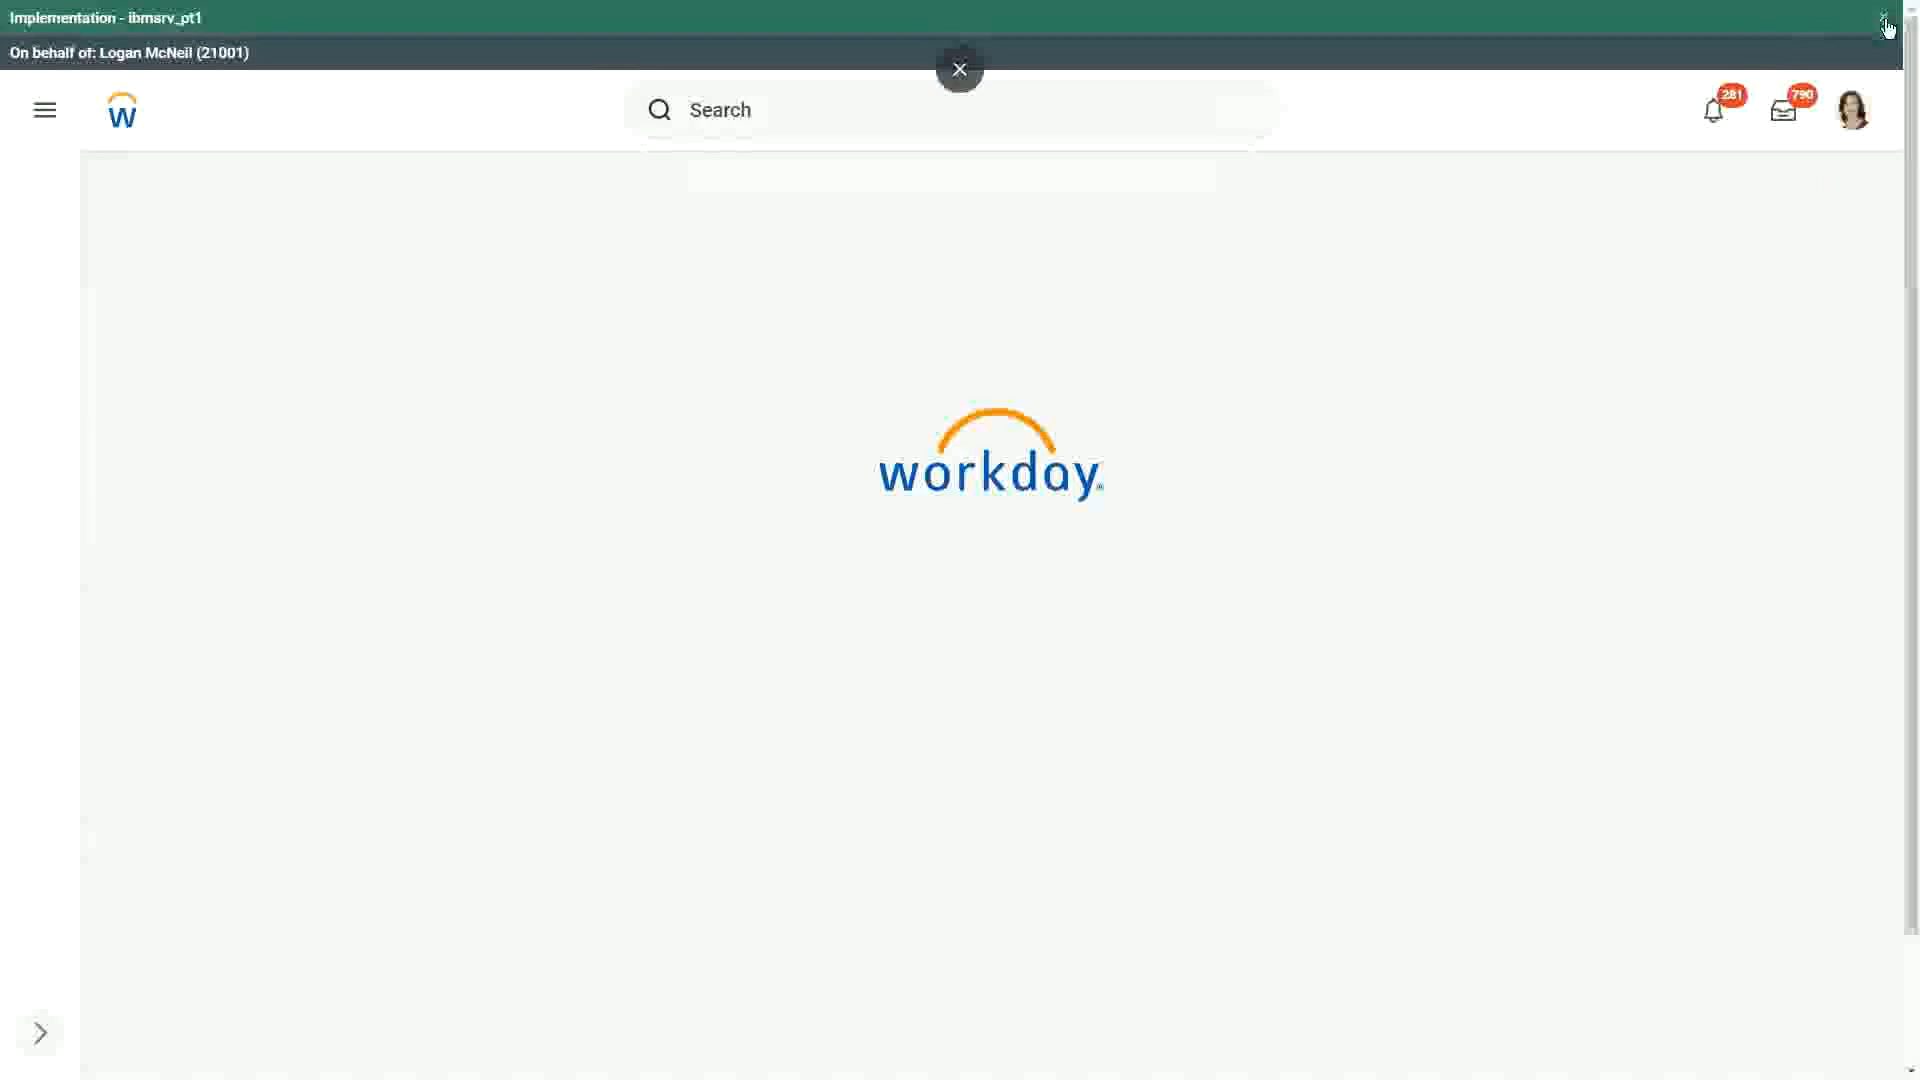 Implementation - ibmsrv_pt1
On behalf of: Logan McNeil (21001)
W
Search
281
790
workday.